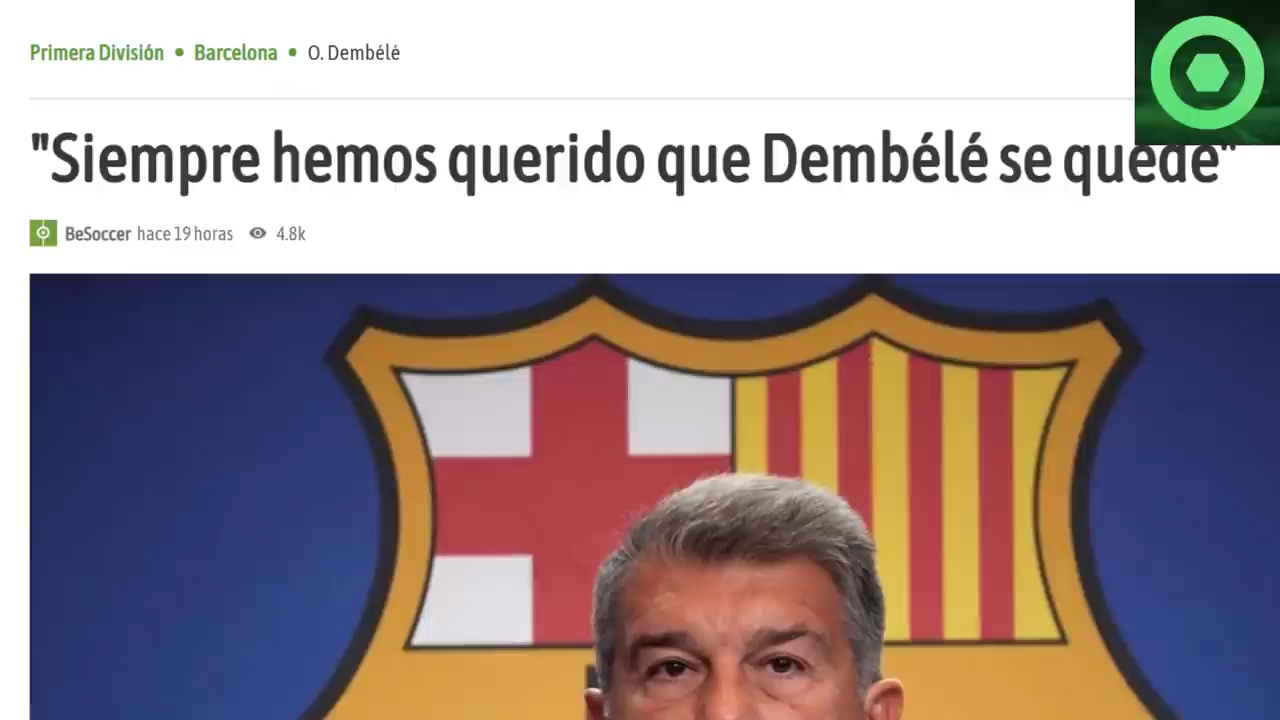 Primera División • Barcelona • O. Dembélé
"Siempre hemos querido que Dembélé se quede"
BeSoccer hace 19 horas 4.8k